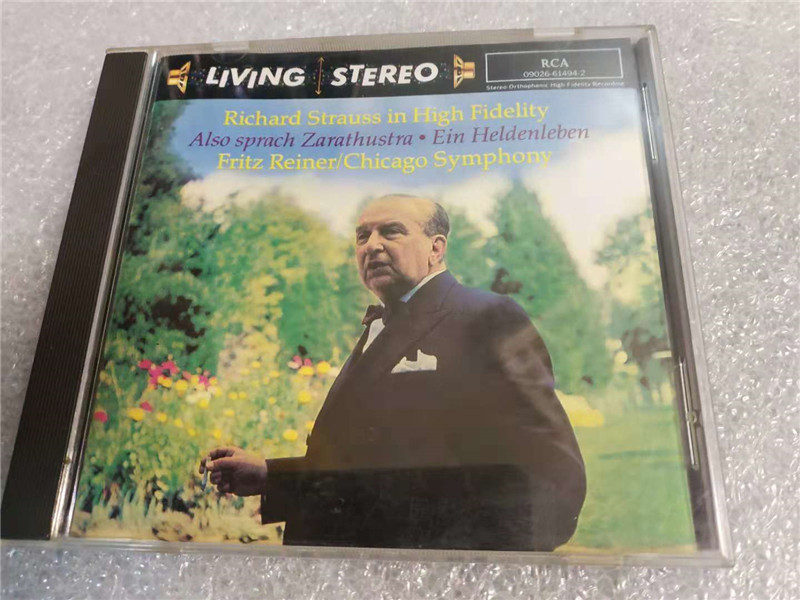 LIVING STEREO
RCA
09026-61494-2
Stereo-Orthophonic High Fidelity Recording
Richard Strauss in High Fidelity
Also sprach Zarathustra • Ein Heldenleben
Fritz Reiner/Chicago Symphony